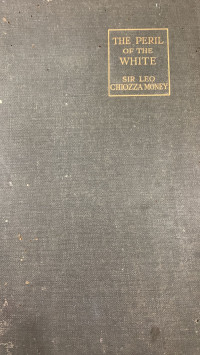 THE PERIL
OF THE
WHITE
SIR LEO
CHIOZZA MONEY